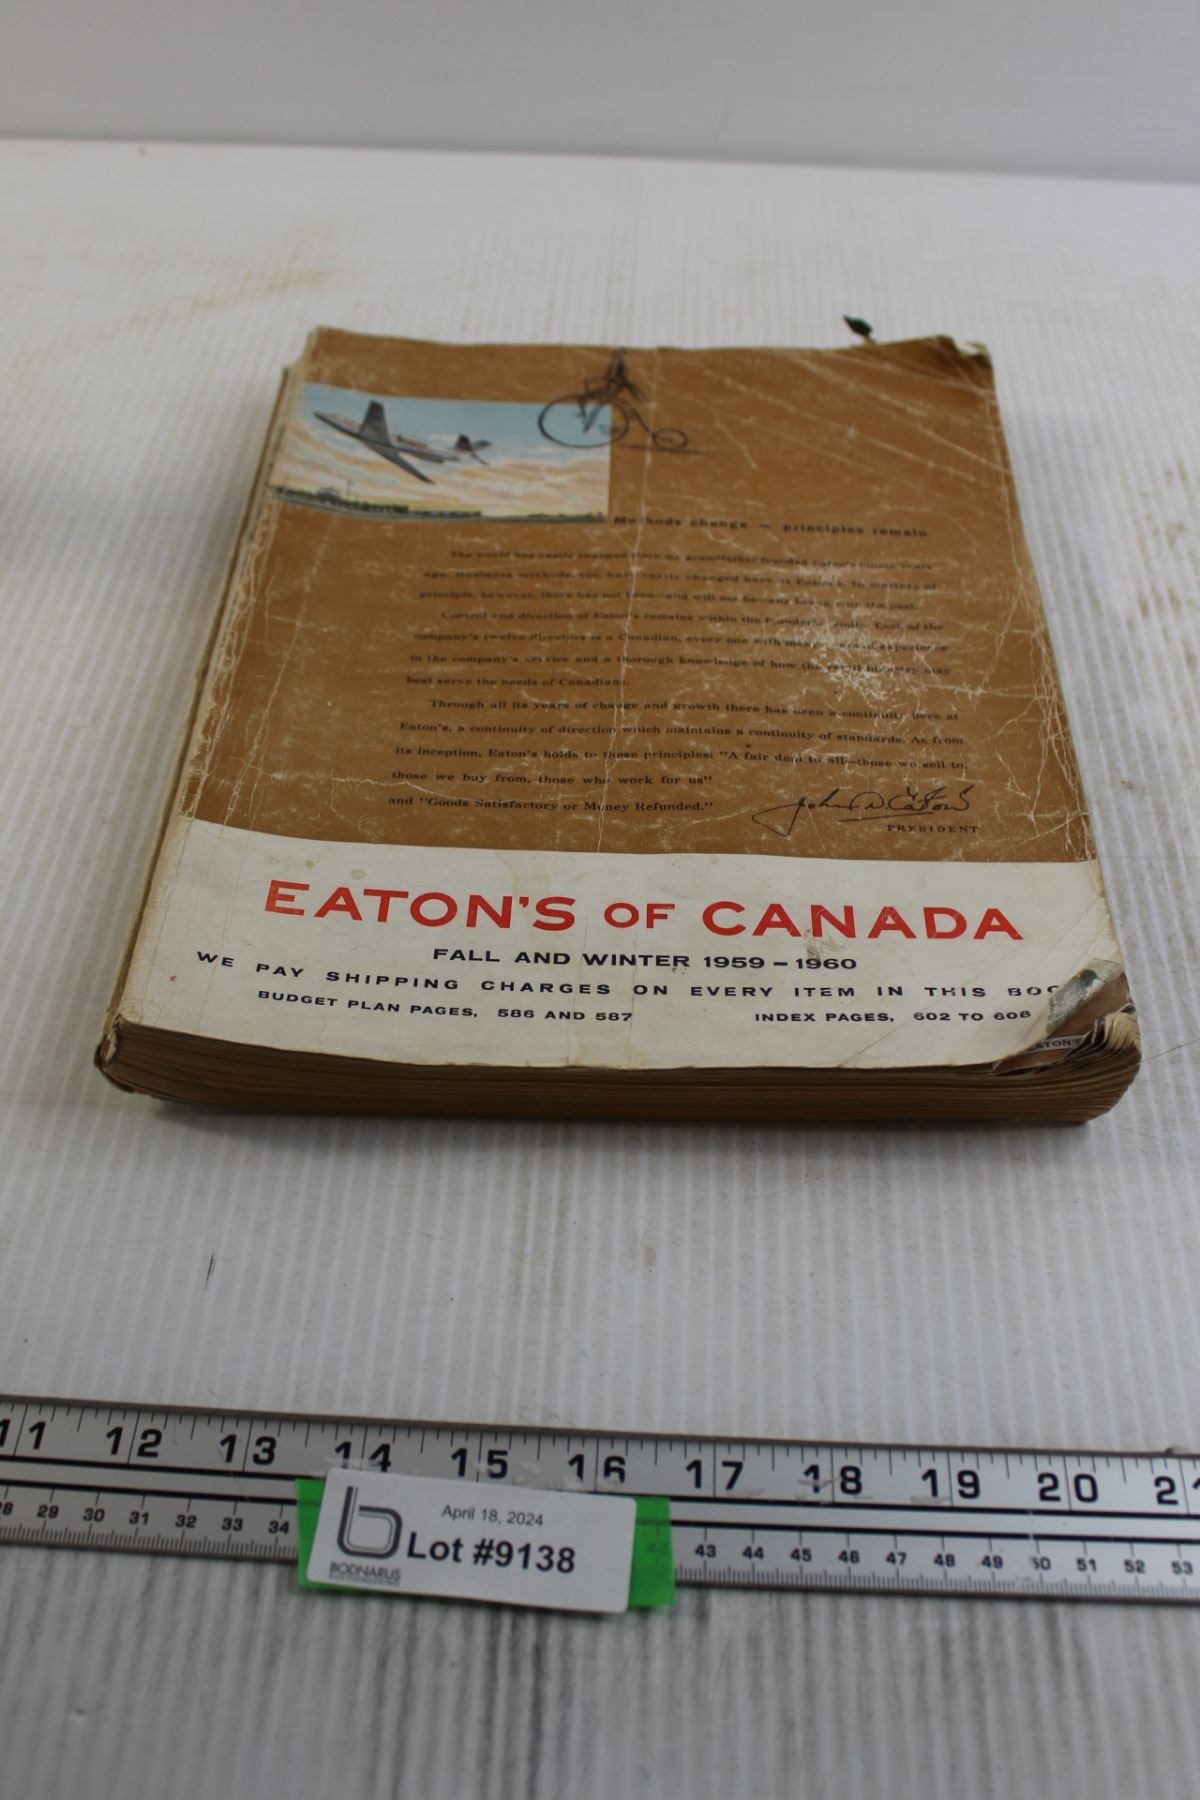 Methods change — principles remain
The world has vastly changed since my grandfather founded Eaton's ninety years
ago. Business methods, too, have vastly changed here at Eaton's. In matters of
principle, however, there has not been—and will not be—any break with the past.
Control and direction of Eaton's remains within the founder's family. Each of the
company's twelve directors is a Canadian, every one with many years of experience
in the company's service and a thorough knowledge of how the retail industry may
best serve the needs of Canadians.
Through all its years of change and growth there has been a continuity here at
Eaton's, a continuity of direction which maintains a continuity of standards. As from
its inception, Eaton's holds to these principles: "A fair deal to all—those we sell to,
those we buy from, those who work for us"
and "Goods Satisfactory or Money Refunded."
John D Eaton
PRESIDENT
EATON'S OF CANADA
FALL AND WINTER 1959 – 1960
WE PAY SHIPPING CHARGES ON EVERY ITEM IN THIS BOO
BUDGET PLAN PAGES, 586 AND 587 INDEX PAGES, 602 TO 608
EATON'S
11 12 13 14 15 16 17 18 19 20 21
28 29 30 31 32 33 34 42 43 44 45 46 47 48 49 50 51 52 53
April 18, 2024
Lot #9138
BODNARUS
AUCTIONEERING